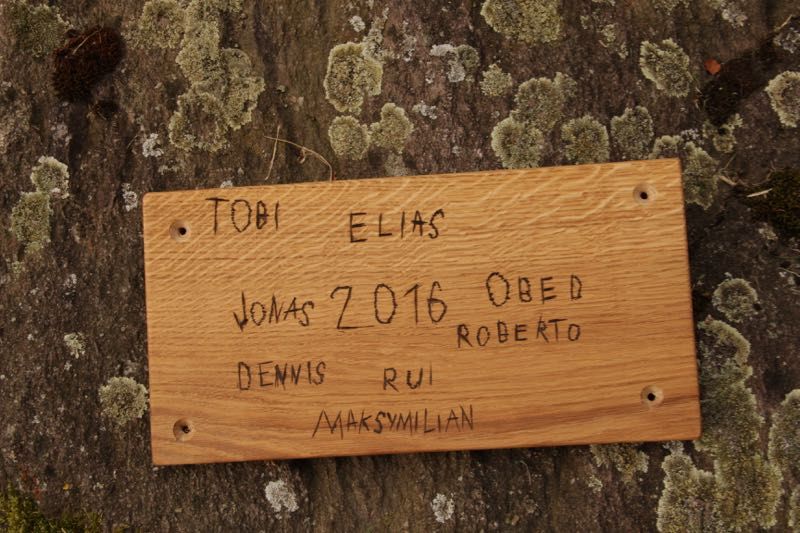 TOBI ELIAS
JONAS 2016 OBED
ROBERTO
DENNIS RUI
MAKSYMILIAN